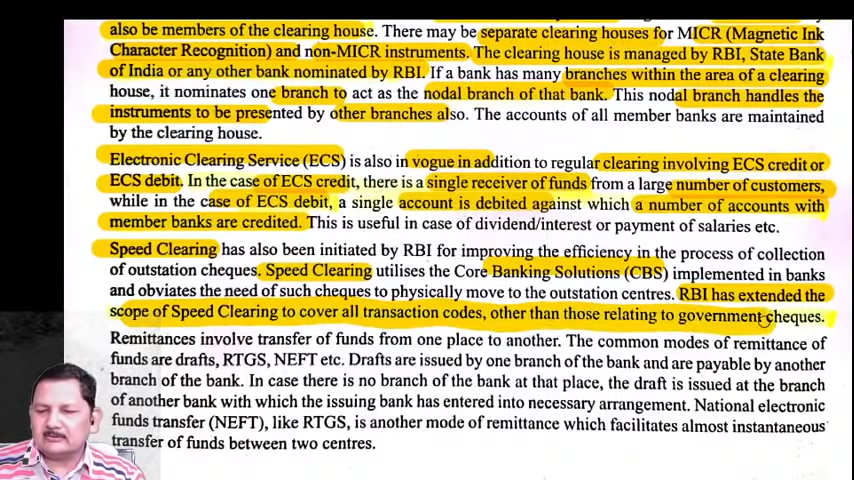 also be members of the clearing house. There may be separate clearing houses for MICR (Magnetic Ink
Character Recognition) and non-MICR instruments. The clearing house is managed by RBI, State Bank
of India or any other bank nominated by RBI. If a bank has many branches within the area of a clearing
house, it nominates one branch to act as the nodal branch of that bank. This nodal branch handles the
instruments to be presented by other branches also. The accounts of all member banks are maintained
by the clearing house.
Electronic Clearing Service (ECS) is also in vogue in addition to regular clearing involving ECS credit or
ECS debit. In the case of ECS credit, there is a single receiver of funds from a large number of customers,
while in the case of ECS debit, a single account is debited against which a number of accounts with
member banks are credited. This is useful in case of dividend/interest or payment of salaries etc.
Speed Clearing has also been initiated by RBI for improving the efficiency in the process of collection
of outstation cheques. Speed Clearing utilises the Core Banking Solutions (CBS) implemented in banks
and obviates the need of such cheques to physically move to the outstation centres. RBI has extended the
scope of Speed Clearing to cover all transaction codes, other than those relating to government cheques.
Remittances involve transfer of funds from one place to another. The common modes of remittance of
funds are drafts, RTGS, NEFT etc. Drafts are issued by one branch of the bank and are payable by another
branch of the bank. In case there is no branch of the bank at that place, the draft is issued at the branch
of another bank with which the issuing bank has entered into necessary arrangement. National electronic
funds transfer (NEFT), like RTGS, is another mode of remittance which facilitates almost instantaneous
transfer of funds between two centres.